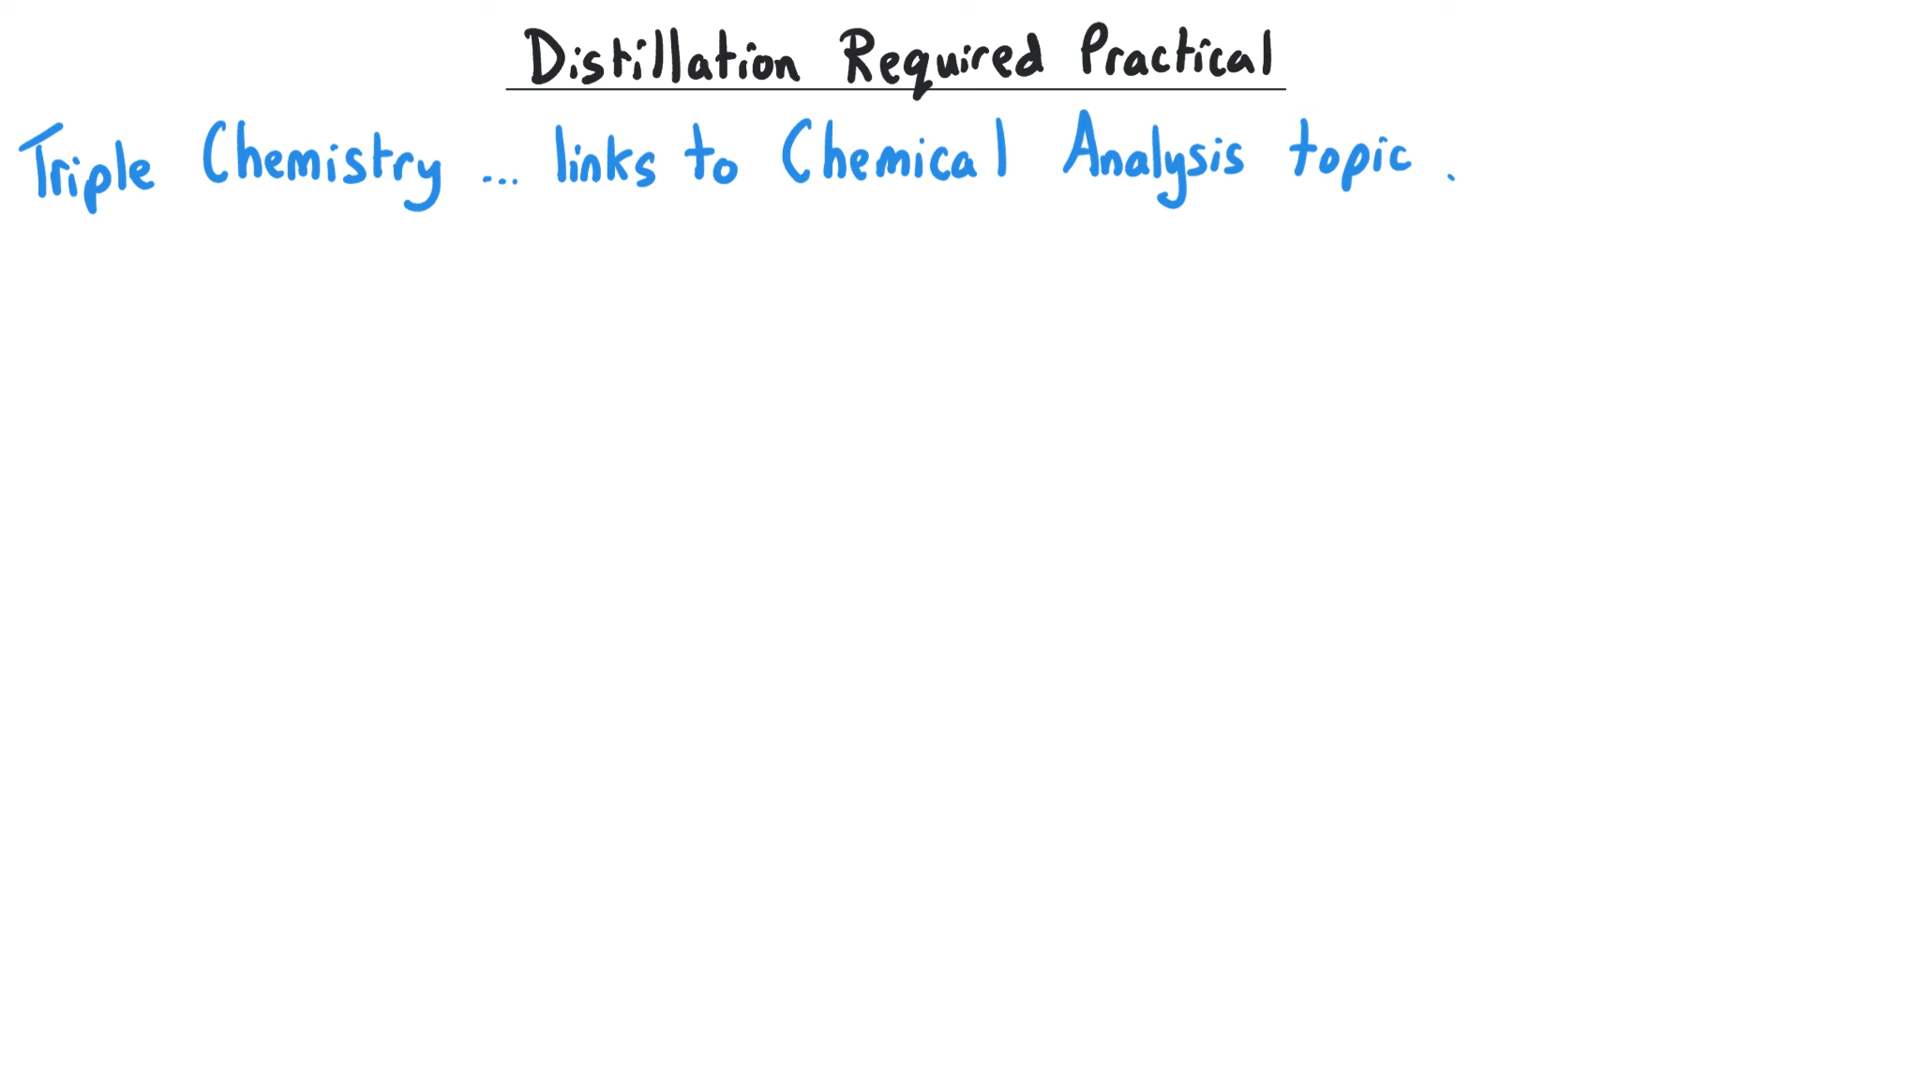 Distillation Required Practical
Triple Chemistry ... links to Chemical Analysis topic .